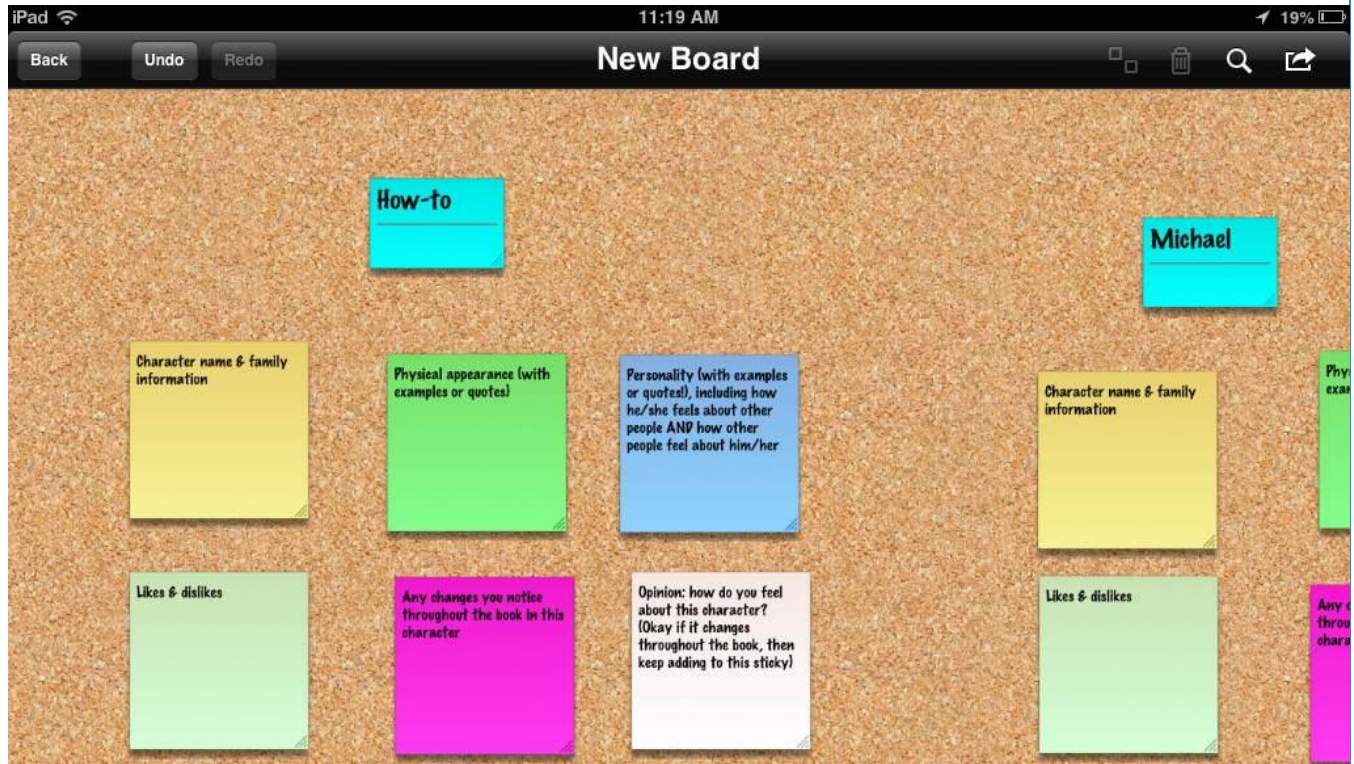 iPad 11:19 AM 19%
Back Undo Redo New Board
How-to
Michael
Character name & family
information
Physical appearance (with
examples or quotes)
Personality (with examples
or quotes!), including how
he/she feels about other
people AND how other
people feel about him/her
Character name & family
information
Likes & dislikes
Any changes you notice
throughout the book in this
character
Opinion: how do you feel
about this character?
(Okay if it changes
throughout the book, then
keep adding to this sticky)
Likes & dislikes
Any